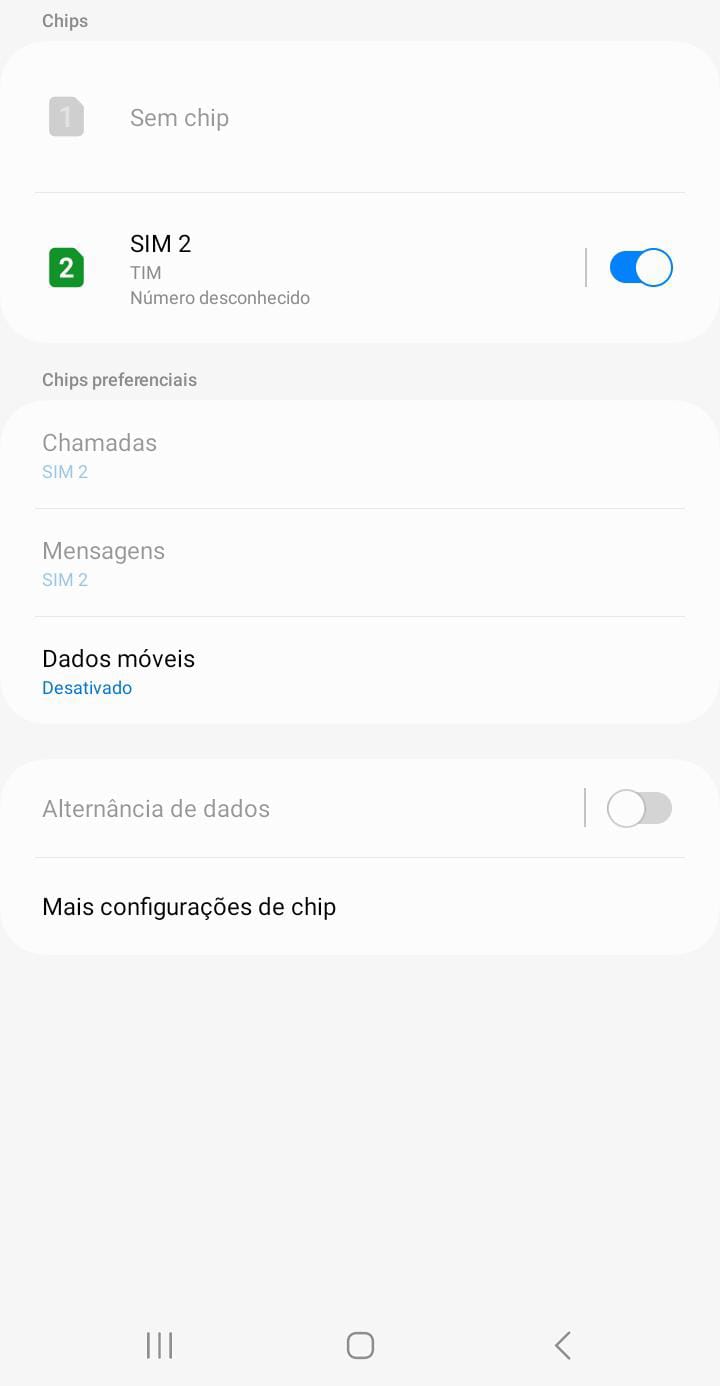 Chips
1
Sem chip
2
SIM 2
TIM
Número desconhecido
Chips preferenciais
Chamadas
SIM 2
Mensagens
SIM 2
Dados móveis
Desativado
Alternância de dados
Mais configurações de chip